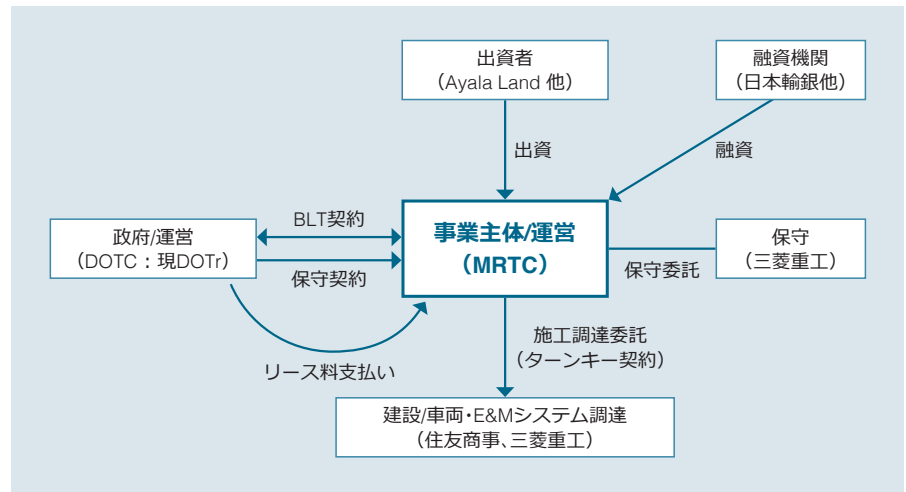 出資者
（Ayala Land 他）
融資機関
（日本輸銀他）
出資
融資
BLT契約
政府/運営
（DOTC：現DOTr）
保守契約
事業主体/運営
（MRTC）
保守
（三菱重工）
保守委託
リース料支払い
施工調達委託
（ターンキー契約）
建設/車両・E&Mシステム調達
（住友商事、三菱重工）